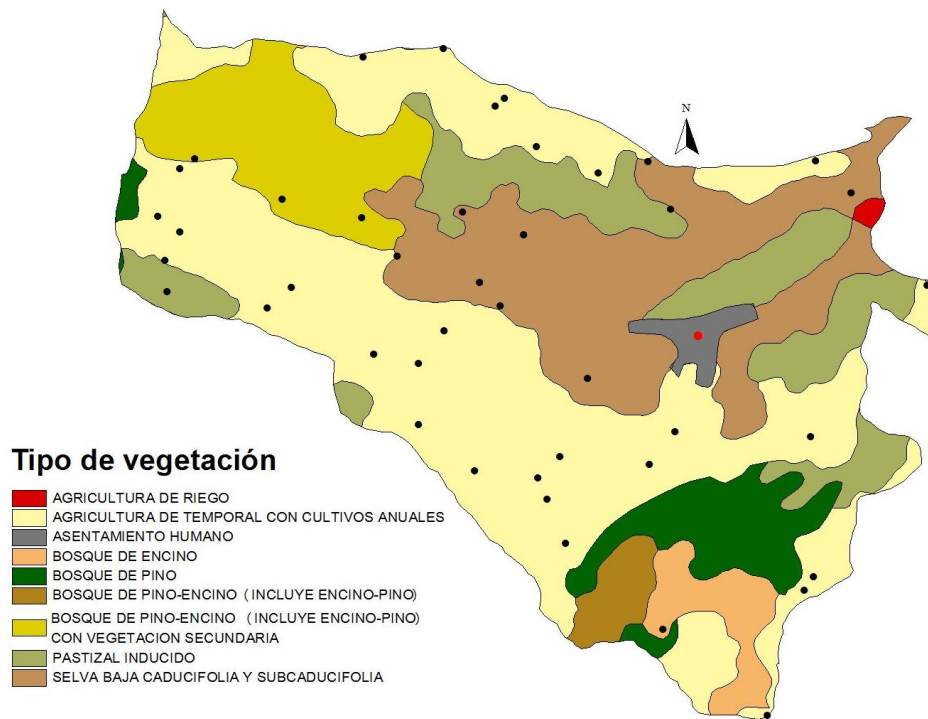 N
Tipo de vegetación
AGRICULTURA DE RIEGO
AGRICULTURA DE TEMPORAL CON CULTIVOS ANUALES
ASENTAMIENTO HUMANO
BOSQUE DE ENCINO
BOSQUE DE PINO
BOSQUE DE PINO-ENCINO (INCLUYE ENCINO-PINO)
BOSQUE DE PINO-ENCINO (INCLUYE ENCINO-PINO)
CON VEGETACION SECUNDARIA
PASTIZAL INDUCIDO
SELVA BAJA CADUCIFOLIA Y SUBCADUCIFOLIA